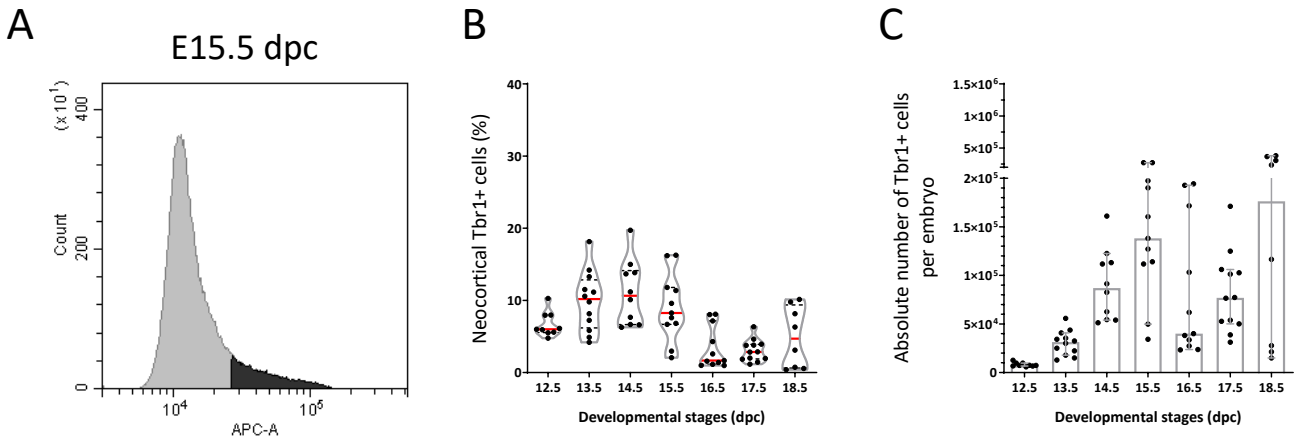 A
E15.5 dpc
(x 10¹)
400
200
0
Count
10⁴
10⁵
APC-A
B
Neocortical Tbr1+ cells (%)
40
30
20
10
0
12.5 13.5 14.5 15.5 16.5 17.5 18.5
Developmental stages (dpc)
C
Absolute number of Tbr1+ cells
per embryo
1.5×10⁶
1×10⁶
5×10⁵
2×10⁵
1.5×10⁵
1×10⁵
5×10⁴
0
12.5 13.5 14.5 15.5 16.5 17.5 18.5
Developmental stages (dpc)